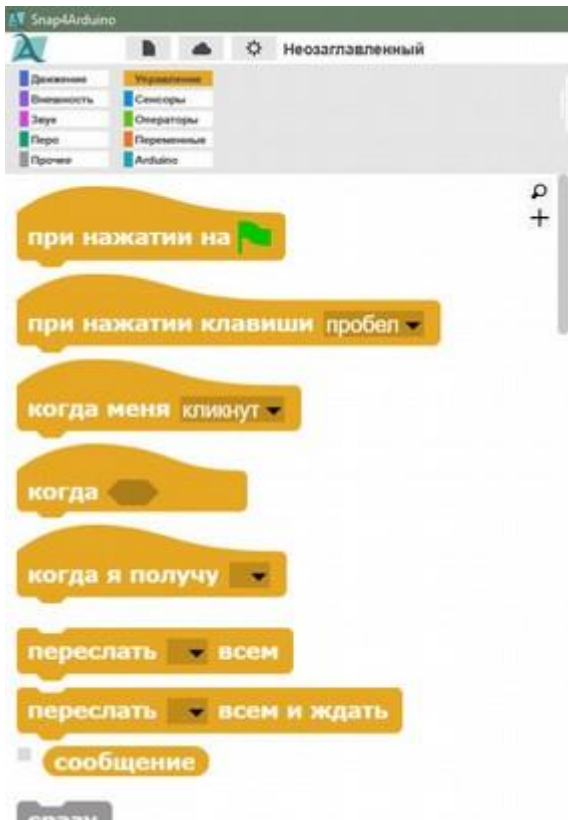 Snap4Arduino
Неозаглавленный
Движение Управление
Внешность Сенсоры
Звук Операторы
Перо Переменные
Прочее Arduino
при нажатии на
при нажатии клавиши пробел
когда меня кликнут
когда
когда я получу
переслать всем
переслать всем и ждать
сообщение
сразу